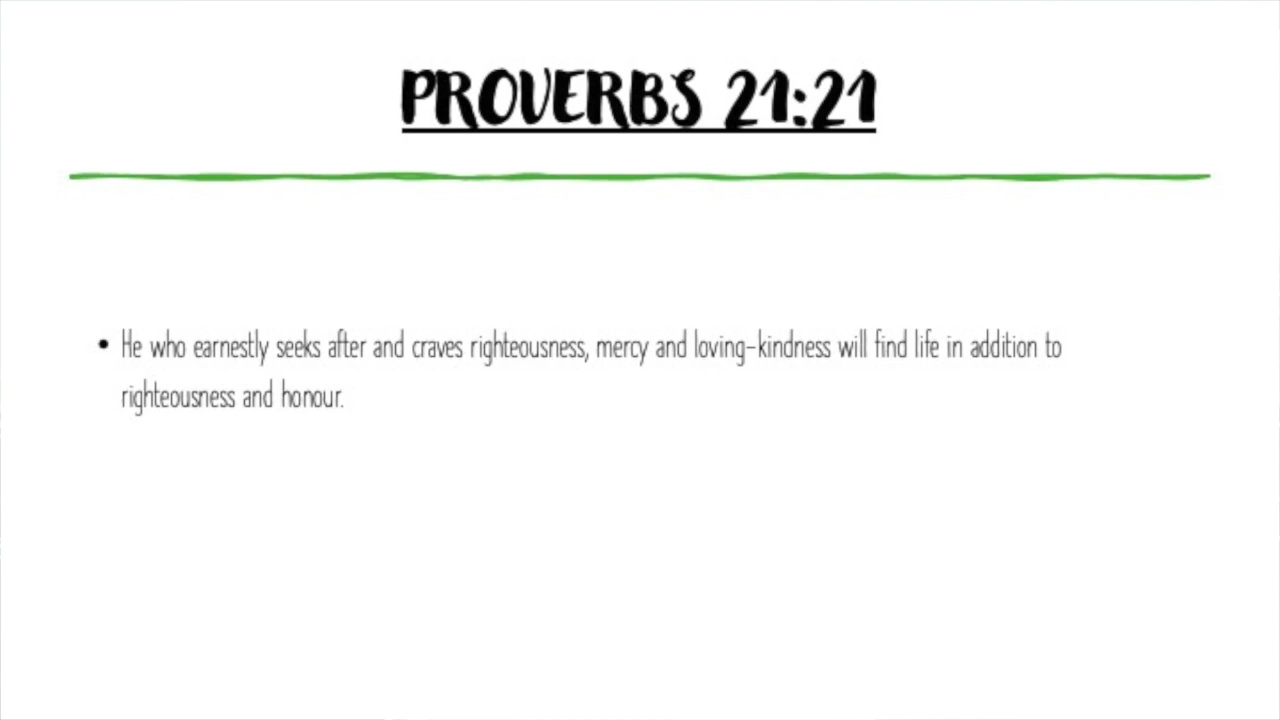 PROVERBS 21:21
• He who earnestly seeks after and craves righteousness, mercy and loving-kindness will find life in addition to
righteousness and honour.